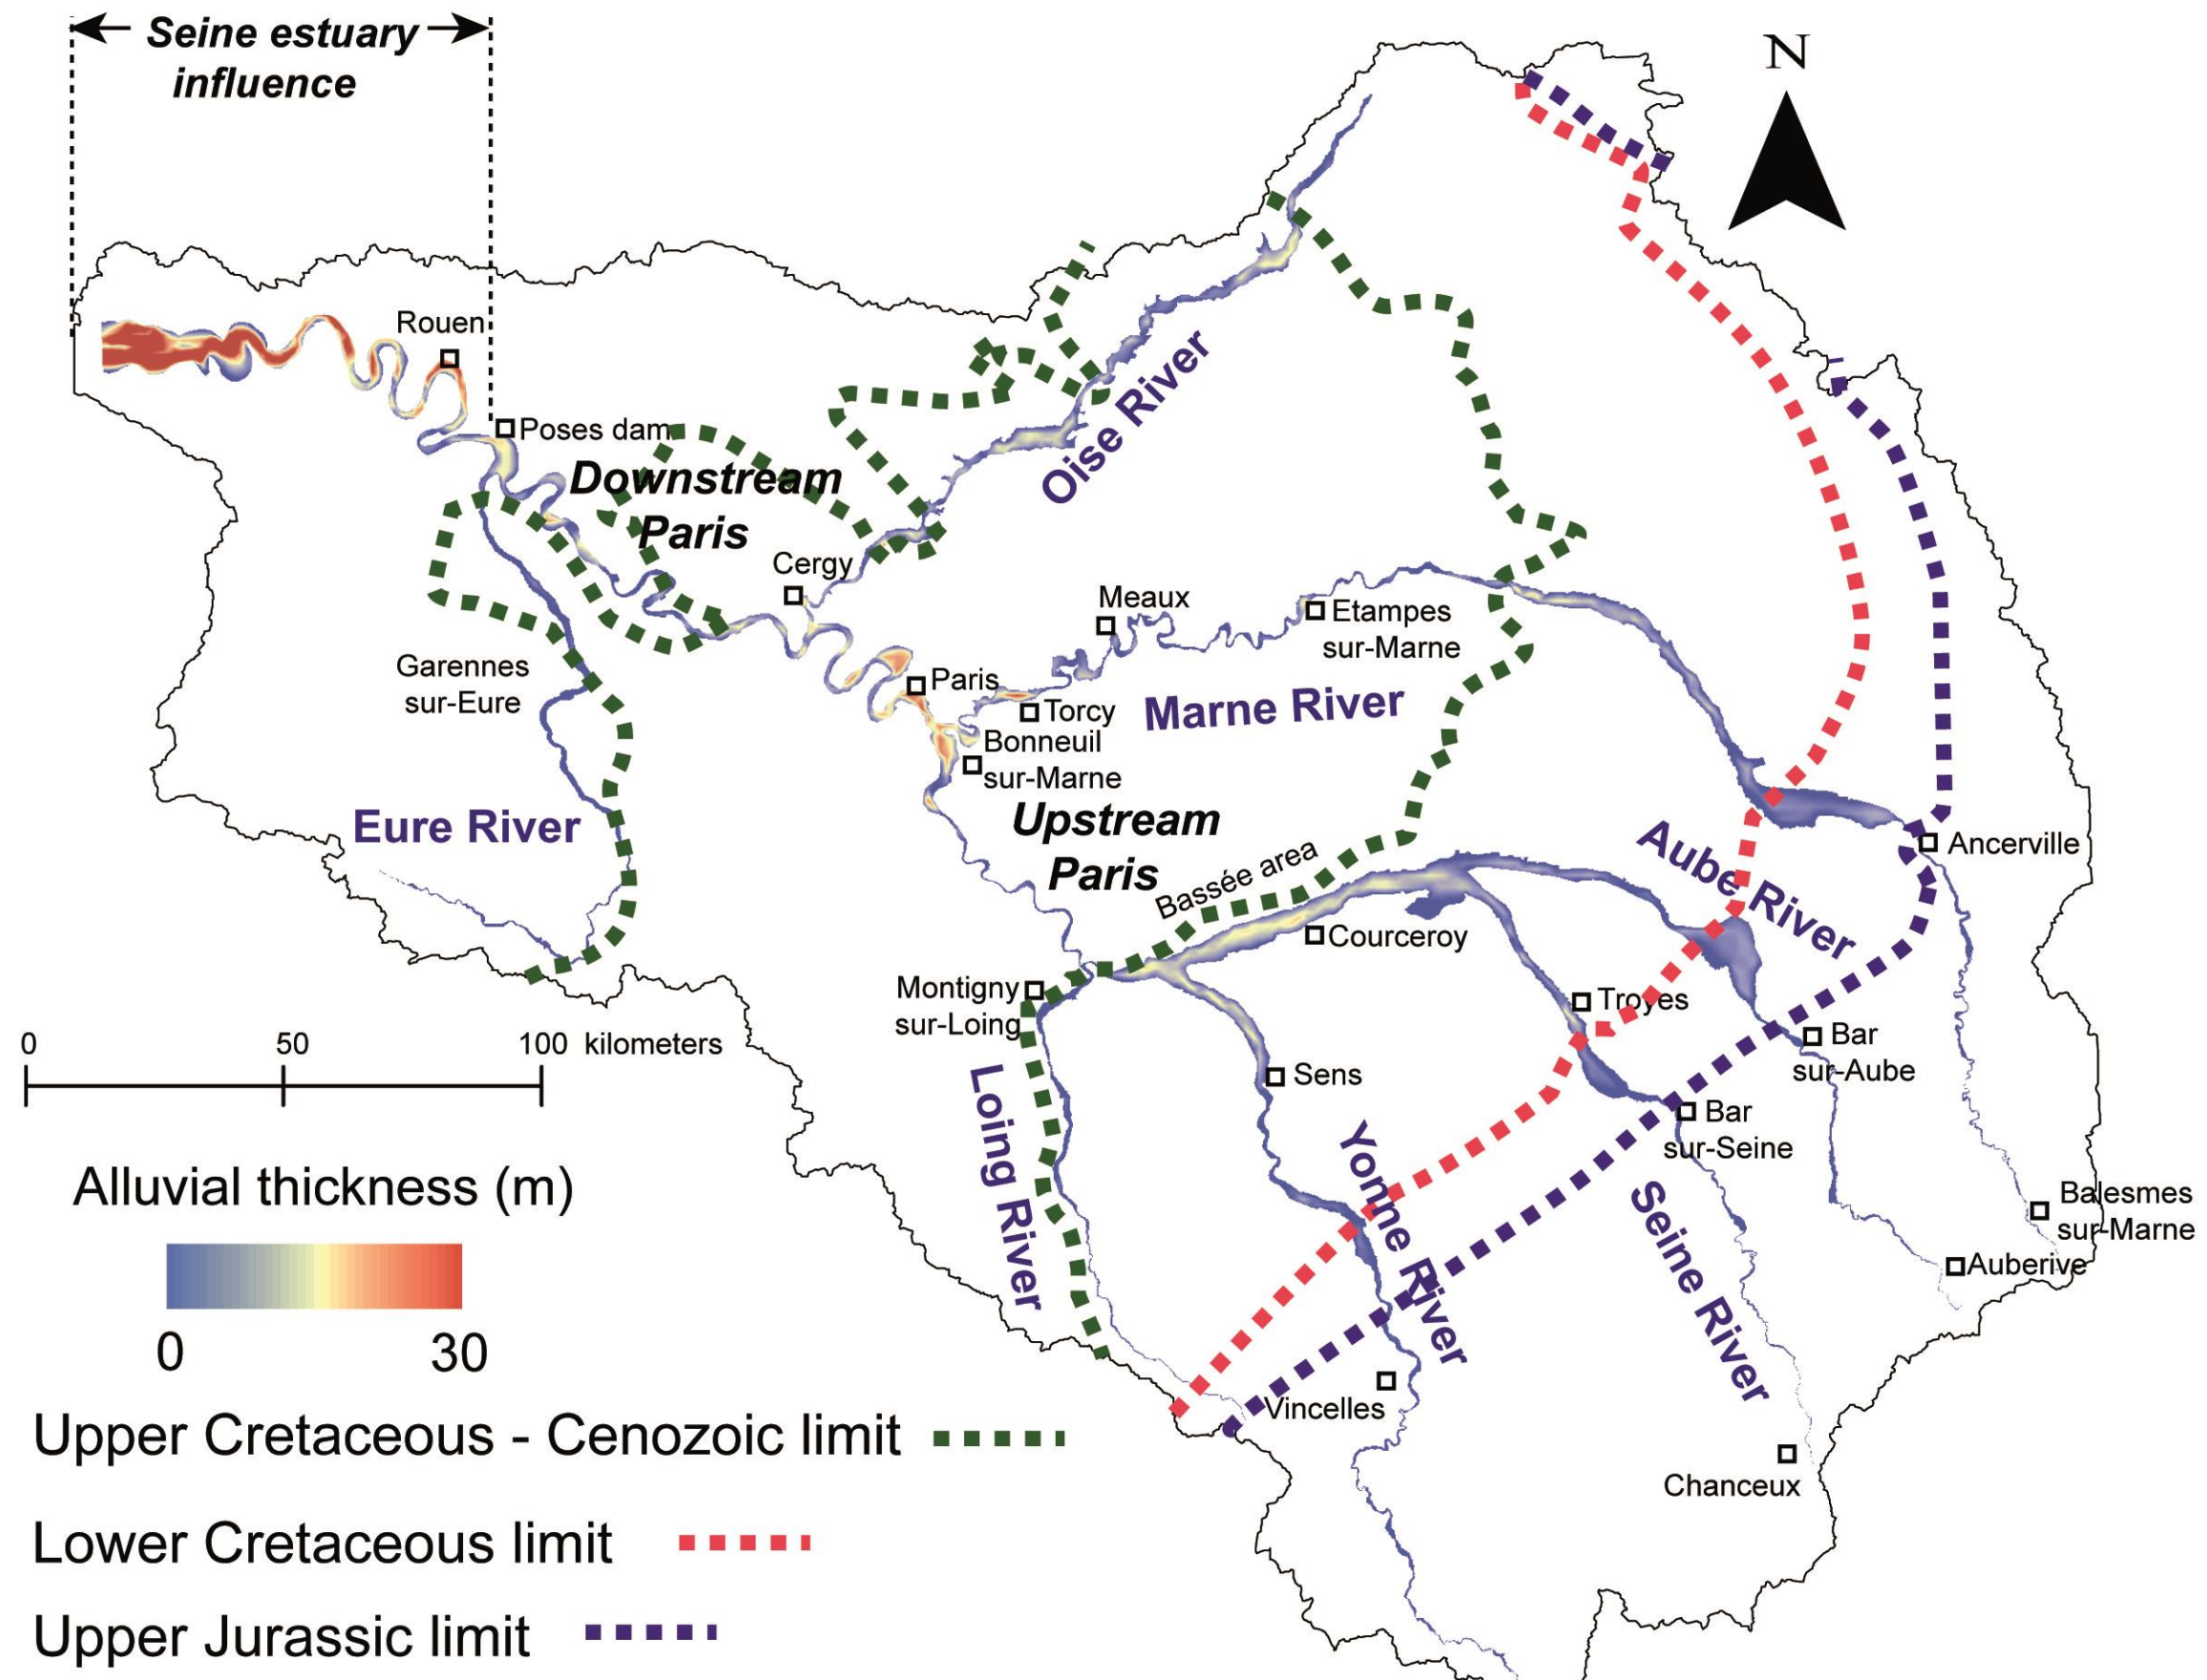 Seine estuary
influence
N
Rouen
Poses dam
Downstream
Paris
Oise River
Cergy
Meaux
Etampes
sur-Marne
Garennes
sur-Eure
Paris
Marne River
Torcy
Bonneuil
sur-Marne
Eure River
Upstream
Paris
Aube River
Ancerville
Bassée area
Courceroy
Montigny
sur-Loing
Troyes
Bar
sur-Aube
0 50 100 kilometers
Loing River
Sens
Yonne River
Bar
sur-Seine
Seine River
Balesmes
sur-Marne
Auberive
Alluvial thickness (m)
0 30
Vincelles
Chanceux
Upper Cretaceous - Cenozoic limit
Lower Cretaceous limit
Upper Jurassic limit